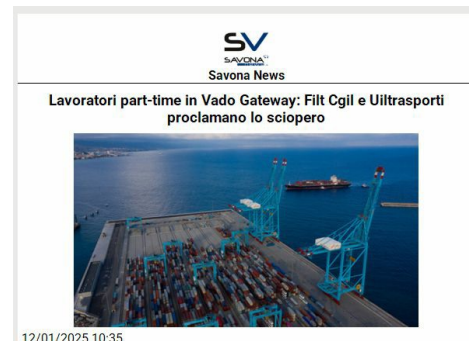 SV
SAVONA
Savona News
Lavoratori part-time in Vado Gateway: Filt Cgil e Uiltrasporti
proclamano lo sciopero
12/01/2025 10:35